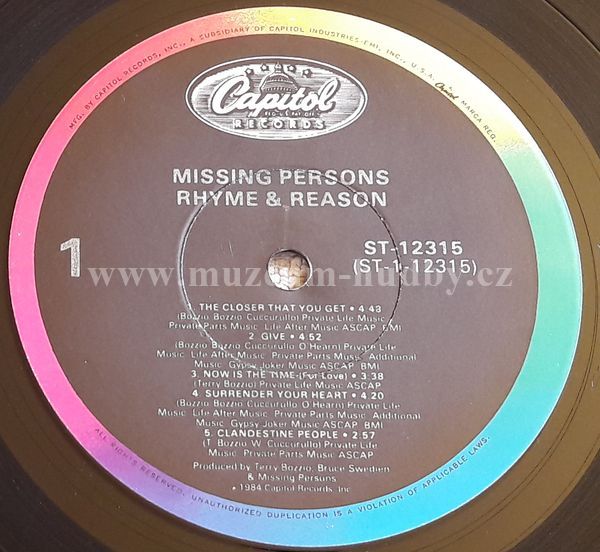 MFG. BY CAPITOL RECORDS, INC., A SUBSIDIARY OF CAPITOL INDUSTRIES-EMI, INC., U.S.A. Capitol MARCA REG.
Capitol
RECORDS
MISSING PERSONS
RHYME & REASON
1
ST-12315
(ST-1-12315)
www.muzeum-hudby.cz
1. THE CLOSER THAT YOU GET • 4:43
(Bozzio Bozzio Cuccurullo) Private Life Music
Private Parts Music Life After Music ASCAP BMI
2. GIVE • 4:52
(Bozzio Bozzio Cuccurullo O Hearn) Private Life
Music Life After Music Private Parts Music Additional
Music Gypsy Joker Music ASCAP BMI
3. NOW IS THE TIME (For Love) • 3:38
(Terry Bozzio) Private Life Music ASCAP
4. SURRENDER YOUR HEART • 4:20
(Bozzio Bozzio Cuccurullo O Hearn) Private Life
Music Life After Music Private Parts Music Additional
Music Gypsy Joker Music ASCAP BMI
5. CLANDESTINE PEOPLE • 2:57
(T. Bozzio W. Cuccurullo) Private Life
Music Private Parts Music ASCAP
Produced by Terry Bozzio, Bruce Swedien
& Missing Persons
1984 Capitol Records, Inc
ALL RIGHTS RESERVED. UNAUTHORIZED DUPLICATION IS A VIOLATION OF APPLICABLE LAWS.